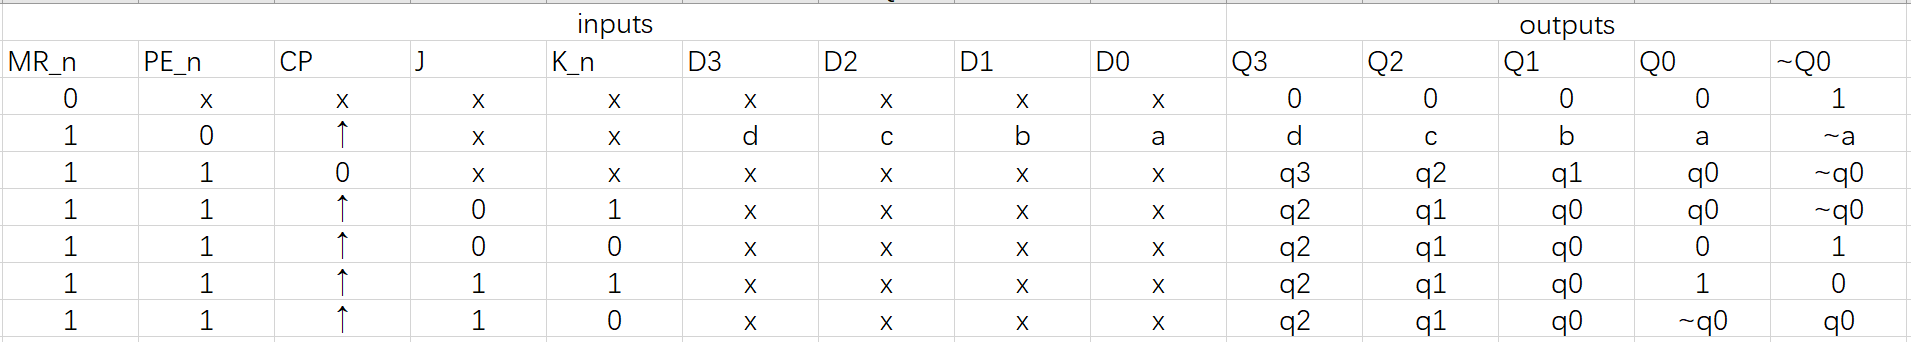 inputs outputs
MR_n PE_n CP J K_n D3 D2 D1 D0 Q3 Q2 Q1 Q0 ~Q0
0 x x x x x x x x 0 0 0 0 1
1 0 ↑ x x d c b a d c b a ~a
1 1 0 x x x x x x q3 q2 q1 q0 ~q0
1 1 ↑ 0 1 x x x x q2 q1 q0 q0 ~q0
1 1 ↑ 0 0 x x x x q2 q1 q0 0 1
1 1 ↑ 1 1 x x x x q2 q1 q0 1 0
1 1 ↑ 1 0 x x x x q2 q1 q0 ~q0 q0